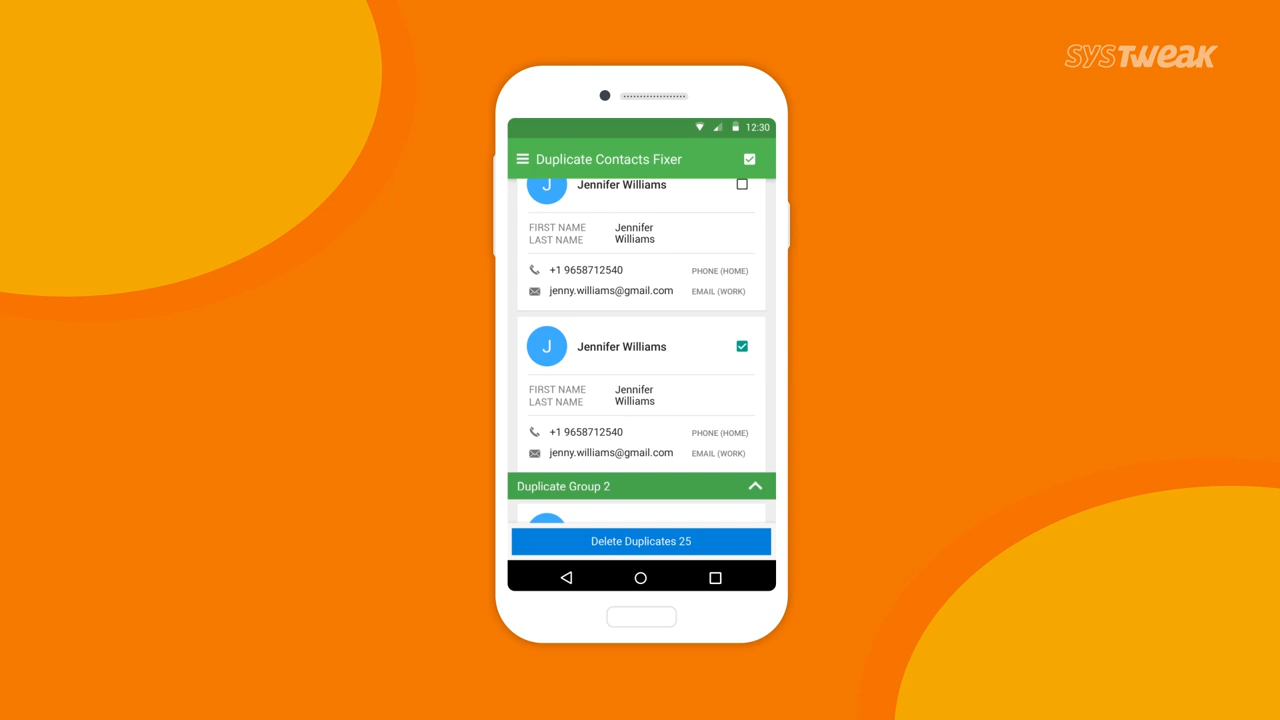 SYSTWEAK
12:30
Duplicate Contacts Fixer
J Jennifer Williams
FIRST NAME Jennifer
LAST NAME Williams
+1 9658712540 PHONE (HOME)
jenny.williams@gmail.com EMAIL (WORK)
J Jennifer Williams
FIRST NAME Jennifer
LAST NAME Williams
+1 9658712540 PHONE (HOME)
jenny.williams@gmail.com EMAIL (WORK)
Duplicate Group 2
Delete Duplicates 25